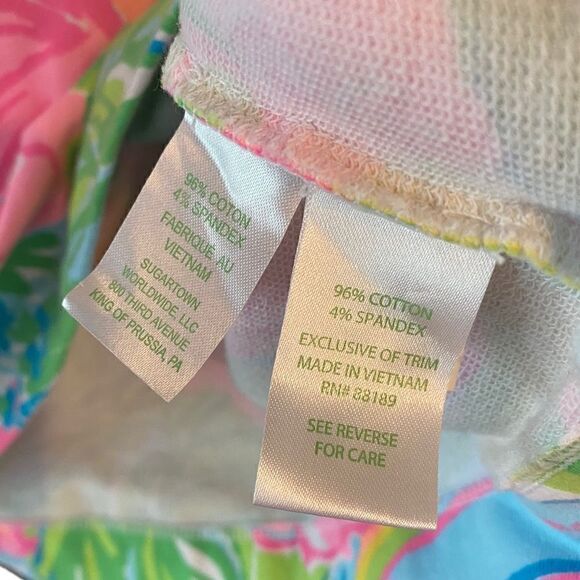 96% COTON
4% SPANDEX
FABRIQUE AU
VIETNAM
SUGARTOWN
WORLDWIDE, LLC
800 THIRD AVENUE
KING OF PRUSSIA, PA
96% COTTON
4% SPANDEX
EXCLUSIVE OF TRIM
MADE IN VIETNAM
RN# 88189
SEE REVERSE
FOR CARE